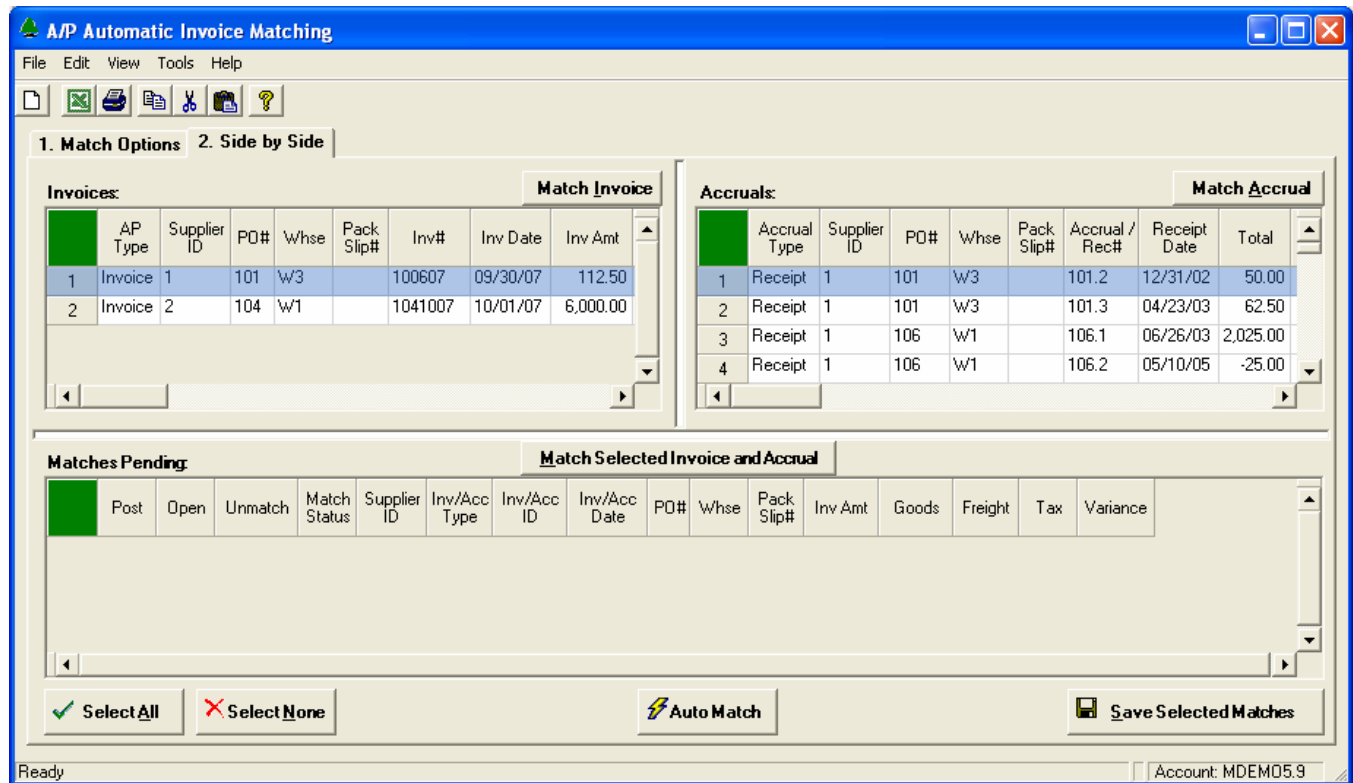 A/P Automatic Invoice Matching
File Edit View Tools Help
1. Match Options 2. Side by Side
Invoices: Match Invoice
AP Type Supplier ID PO# Whse Pack Slip# Inv# Inv Date Inv Amt
1 Invoice 1 101 W3 100607 09/30/07 112.50
2 Invoice 2 104 W1 1041007 10/01/07 6,000.00
Accruals: Match Accrual
Accrual Type Supplier ID PO# Whse Pack Slip# Accrual / Rec# Receipt Date Total
1 Receipt 1 101 W3 101.2 12/31/02 50.00
2 Receipt 1 101 W3 101.3 04/23/03 62.50
3 Receipt 1 106 W1 106.1 06/26/03 2,025.00
4 Receipt 1 106 W1 106.2 05/10/05 -25.00
Matches Pending: Match Selected Invoice and Accrual
Post Open Unmatch Match Status Supplier ID Inv/Acc Type Inv/Acc ID Inv/Acc Date PO# Whse Pack Slip# Inv Amt Goods Freight Tax Variance
Select All Select None Auto Match Save Selected Matches
Ready Account: MDEMO5.9